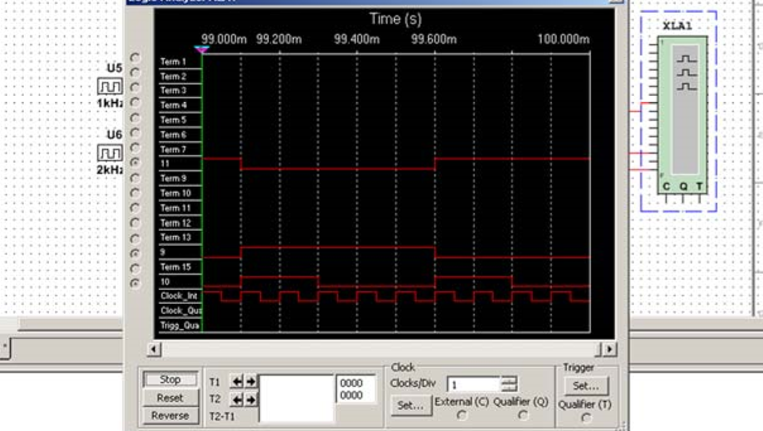 Time (s)
99.000m 99.200m 99.400m 99.600m 100.000m
Term 1
Term 2
Term 3
Term 4
Term 5
Term 6
Term 7
11
Term 9
Term 10
Term 11
Term 12
Term 13
9
Term 15
10
Clock_Int
Clock_Qua
Trigg_Qua
U5
1kHz
U6
2kHz
XLA1
C Q T
Stop
Reset
Reverse
T1
T2
T2-T1
0000
0000
Clock
Clocks/Div
1
Set...
External (C)
Qualifier (Q)
Trigger
Set...
Qualifier (T)